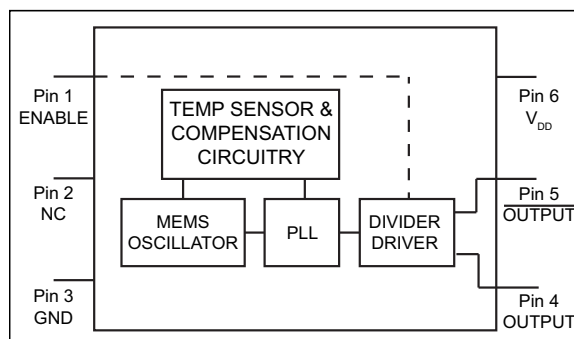 Pin 1
ENABLE
Pin 2
NC
Pin 3
GND
TEMP SENSOR &
COMPENSATION
CIRCUITRY
MEMS
OSCILLATOR
PLL
DIVIDER
DRIVER
Pin 6
VDD
Pin 5
OUTPUT
Pin 4
OUTPUT